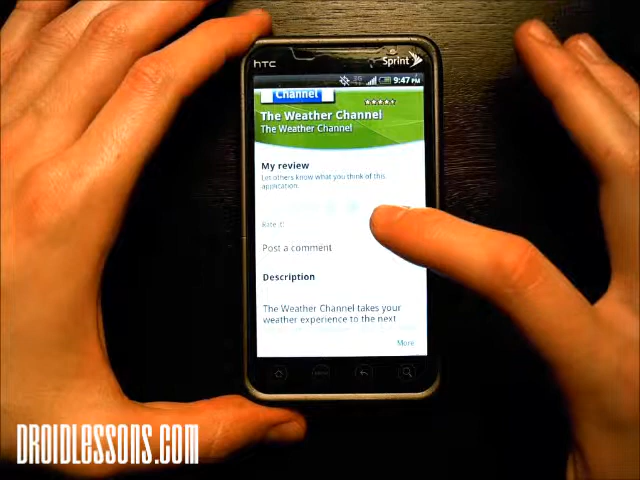 hTC
Sprint
3G
9:47 PM
Channel
The Weather Channel
The Weather Channel
My review
Let others know what you think of this
application.
Rate it:
Post a comment
Description
The Weather Channel takes your
weather experience to the next
More
DROIDLESSONS.COM